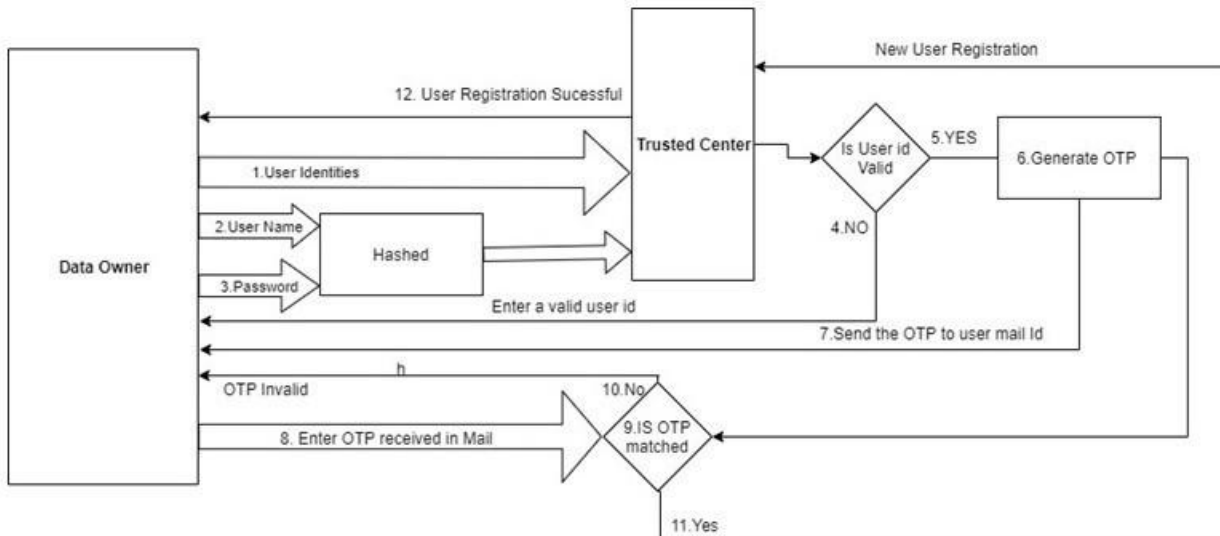 New User Registration
12. User Registration Sucessful
Trusted Center
Is User id
Valid
5.YES
6.Generate OTP
1.User Identities
2.User Name
4.NO
Hashed
Data Owner
3.Password
Enter a valid user id
7.Send the OTP to user mail Id
h
OTP Invalid
10.No
8. Enter OTP received in Mail
9.IS OTP
matched
11.Yes